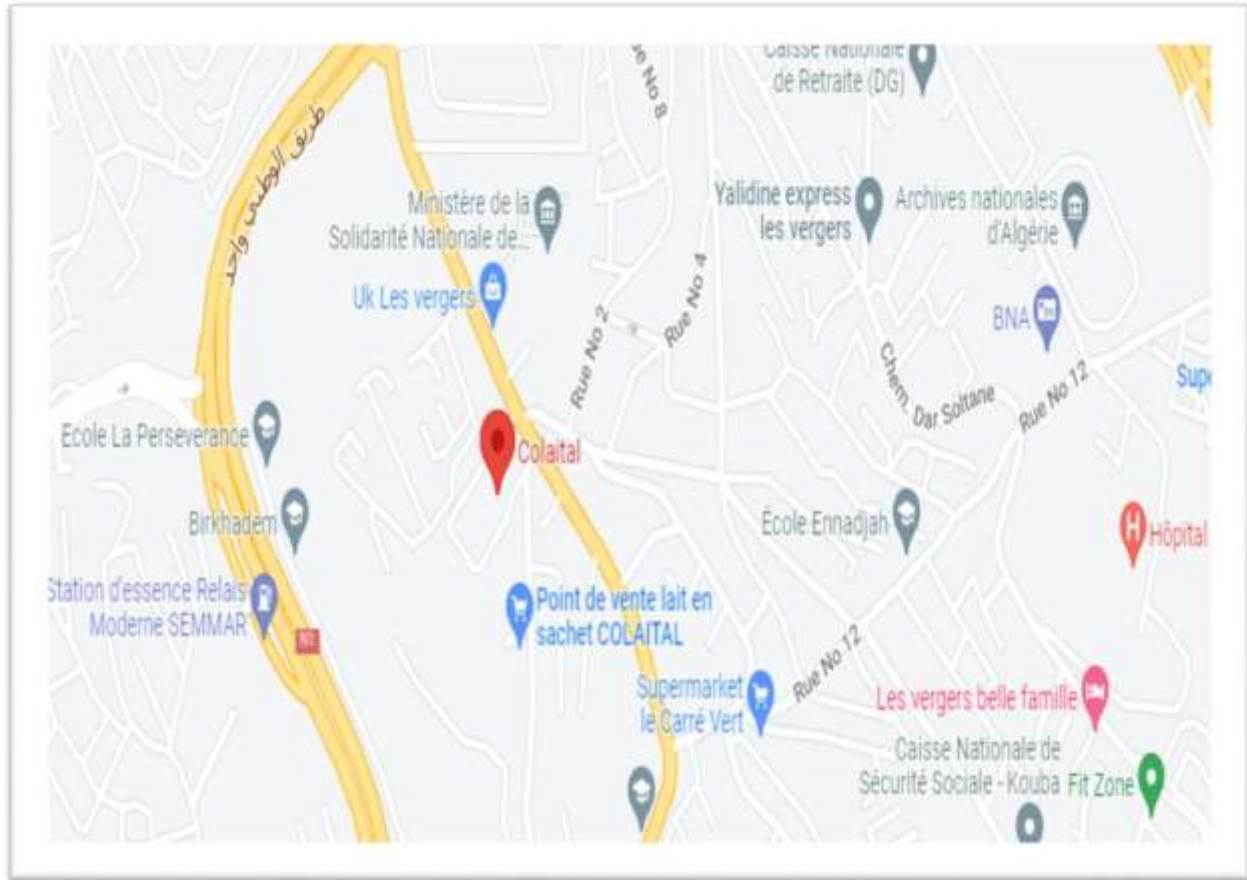 Caisse Nationale
de Retraite (DG)
Rue No 8
طريق الوطني واحد
Ministère de la
Solidarité Nationale de...
Yalidine express
les vergers
Archives nationales
d'Algérie
Uk Les vergers
Rue No 4
BNA
Rue No 2
Chem. Dar Soltane
Rue No 12
Supe
Ecole La Perseverance
Colaital
Birkhadem
École Ennadjah
Hôpital
Station d'essence Relais
Moderne SEMMAR
Point de vente lait en
sachet COLAITAL
N1
Rue No 12
Supermarket
le Carré Vert
Les vergers belle famille
Caisse Nationale de
Sécurité Sociale - Kouba
Fit Zone